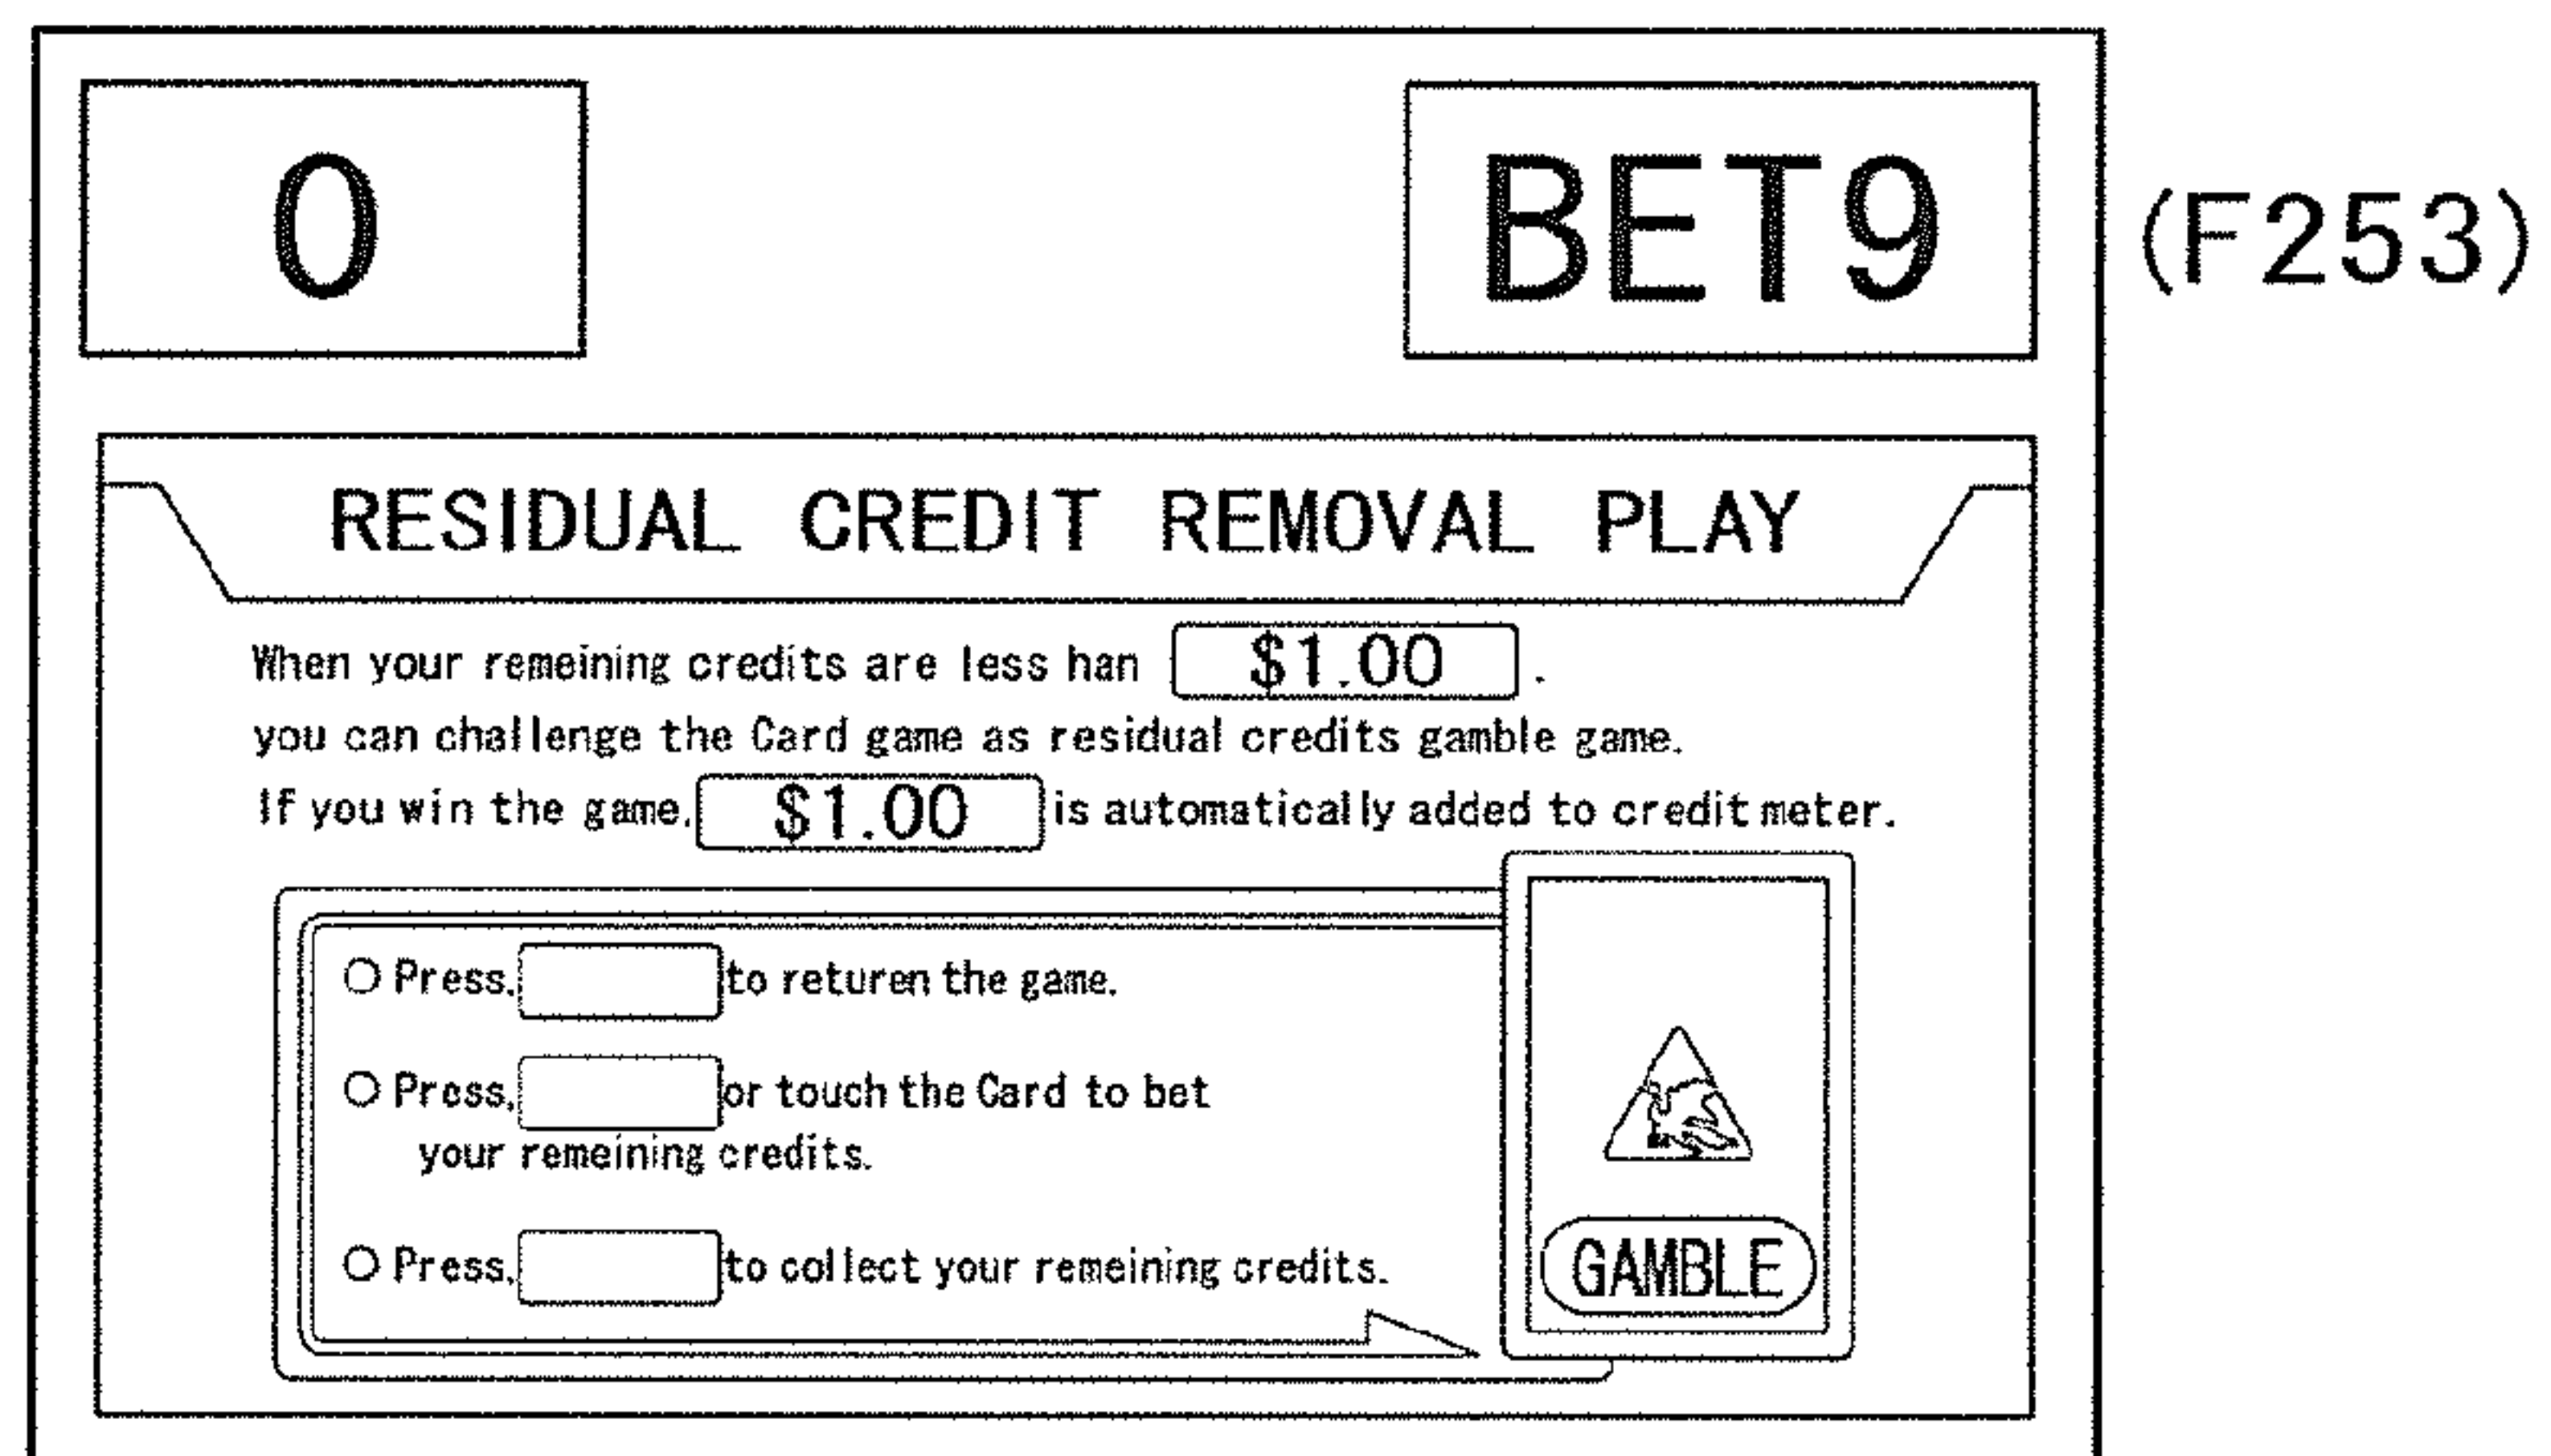 0
BET9
(F253)
RESIDUAL CREDIT REMOVAL PLAY
When your remeining credits are less han $1.00 .
you can challenge the Card game as residual credits gamble game.
If you win the game. $1.00 is automatically added to credit meter.
Press. to returen the game.
Press. or touch the Card to bet
your remeining credits.
Press. to collect your remeining credits.
GAMBLE